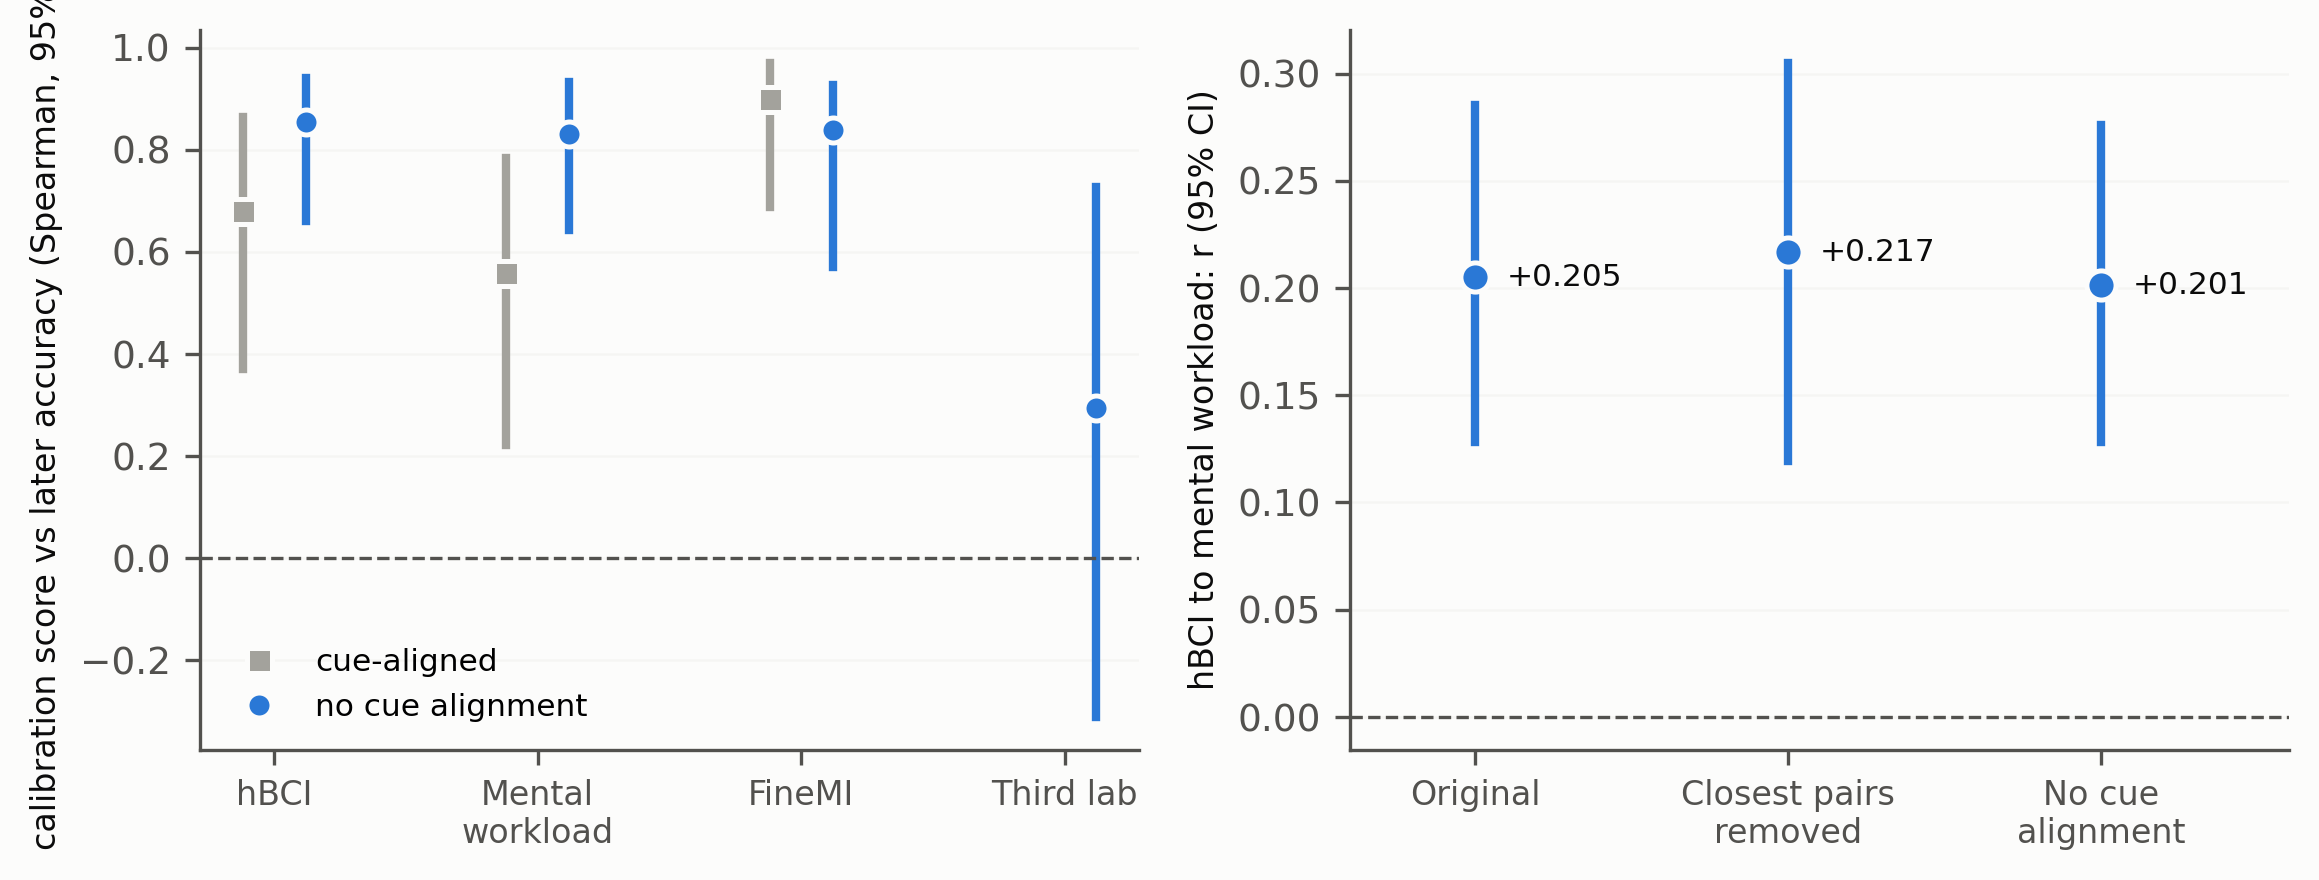 calibration score vs later accuracy (Spearman, 95%
1.0
0.8
0.6
0.4
0.2
0.0
−0.2
cue-aligned
no cue alignment
hBCI
Mental
workload
FineMI
Third lab
hBCI to mental workload: r (95% CI)
0.30
0.25
0.20
0.15
0.10
0.05
0.00
+0.205
+0.217
+0.201
Original
Closest pairs
removed
No cue
alignment